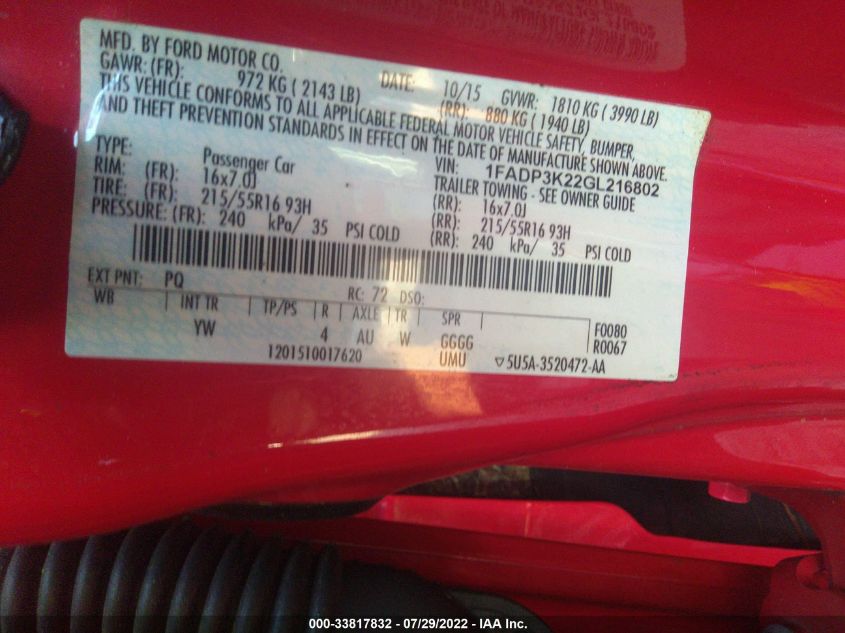 MFD. BY FORD MOTOR CO.
DATE: 10/15 GVWR: 1810 KG ( 3990 LB)
GAWR: (FR): 972 KG ( 2143 LB) (RR): 880 KG ( 1940 LB)
THIS VEHICLE CONFORMS TO ALL APPLICABLE FEDERAL MOTOR VEHICLE SAFETY, BUMPER,
AND THEFT PREVENTION STANDARDS IN EFFECT ON THE DATE OF MANUFACTURE SHOWN ABOVE.
VIN: 1FADP3K22GL216802
TYPE: Passenger Car TRAILER TOWING - SEE OWNER GUIDE
RIM: (FR): 16x7.0J (RR): 16x7.0J
TIRE: (FR): 215/55R16 93H (RR): 215/55R16 93H
PRESSURE: (FR): 240 kPa/ 35 PSI COLD (RR): 240 kPa/ 35 PSI COLD
EXT PNT: PQ RC: 72 DSO:
WB INT TR TP/PS R AXLE TR SPR
YW 4 AU W GGGG F0080
UMU R0067
1201510017620 ▽5U5A-3520472-AA
000-33817832 - 07/29/2022 - IAA Inc.